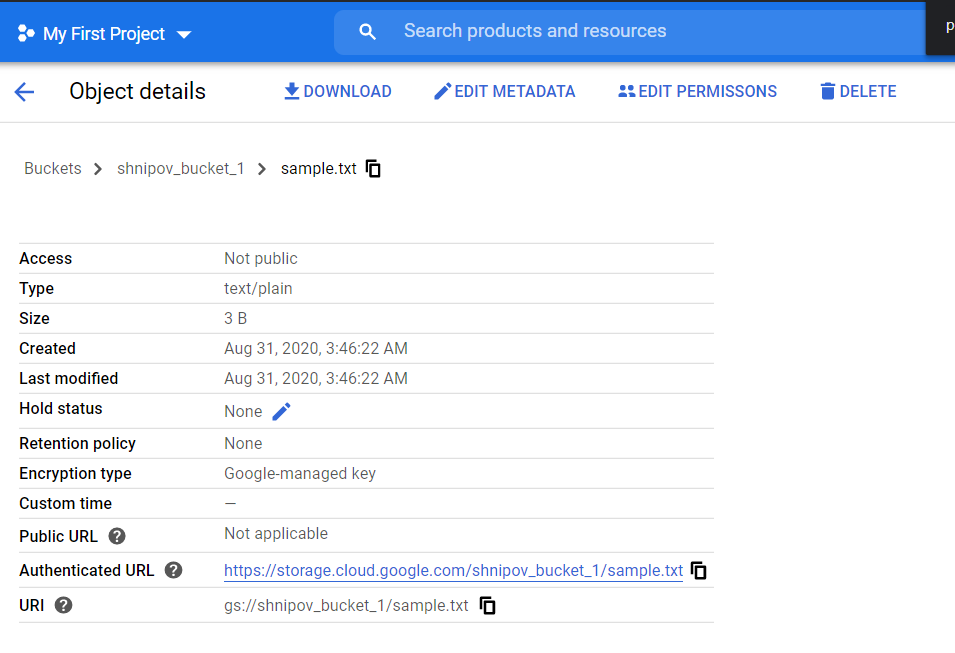 My First Project Search products and resources p
Object details DOWNLOAD EDIT METADATA EDIT PERMISSONS DELETE
Buckets shnipov_bucket_1 sample.txt
Access Not public
Type text/plain
Size 3 B
Created Aug 31, 2020, 3:46:22 AM
Last modified Aug 31, 2020, 3:46:22 AM
Hold status None
Retention policy None
Encryption type Google-managed key
Custom time —
Public URL ? Not applicable
Authenticated URL ? https://storage.cloud.google.com/shnipov_bucket_1/sample.txt
URI ? gs://shnipov_bucket_1/sample.txt